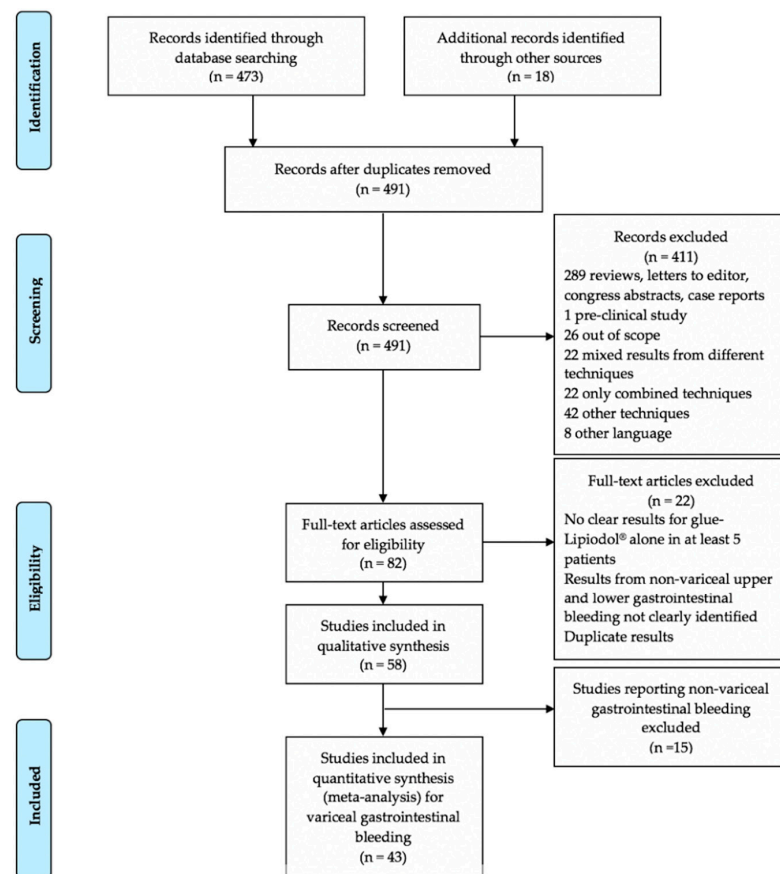 Identification
Records identified through
database searching
(n = 473)
Additional records identified
through other sources
(n = 18)
Records after duplicates removed
(n = 491)
Screening
Records screened
(n = 491)
Records excluded
(n = 411)
289 reviews, letters to editor,
congress abstracts, case reports
1 pre-clinical study
26 out of scope
22 mixed results from different
techniques
22 only combined techniques
42 other techniques
8 other language
Eligibility
Full-text articles assessed
for eligibility
(n = 82)
Full-text articles excluded
(n = 22)
No clear results for glue-
Lipiodol® alone in at least 5
patients
Results from non-variceal upper
and lower gastrointestinal
bleeding not clearly identified
Duplicate results
Studies included in
qualitative synthesis
(n = 58)
Studies reporting non-variceal
gastrointestinal bleeding
excluded
(n =15)
Included
Studies included in
quantitative synthesis
(meta-analysis) for
variceal gastrointestinal
bleeding
(n = 43)